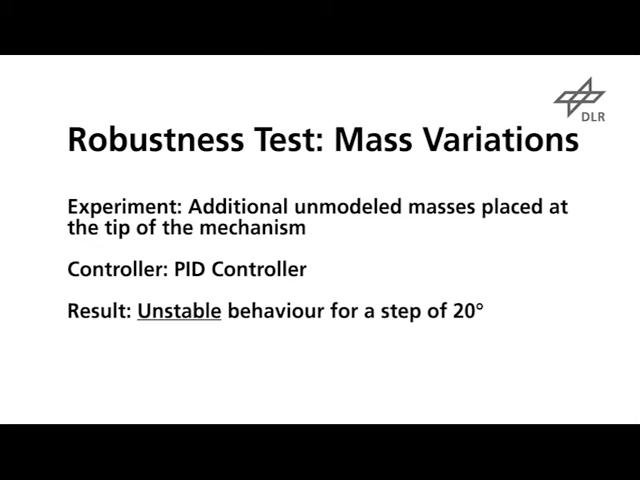 DLR
Robustness Test: Mass Variations
Experiment: Additional unmodeled masses placed at
the tip of the mechanism
Controller: PID Controller
Result: Unstable behaviour for a step of 20°